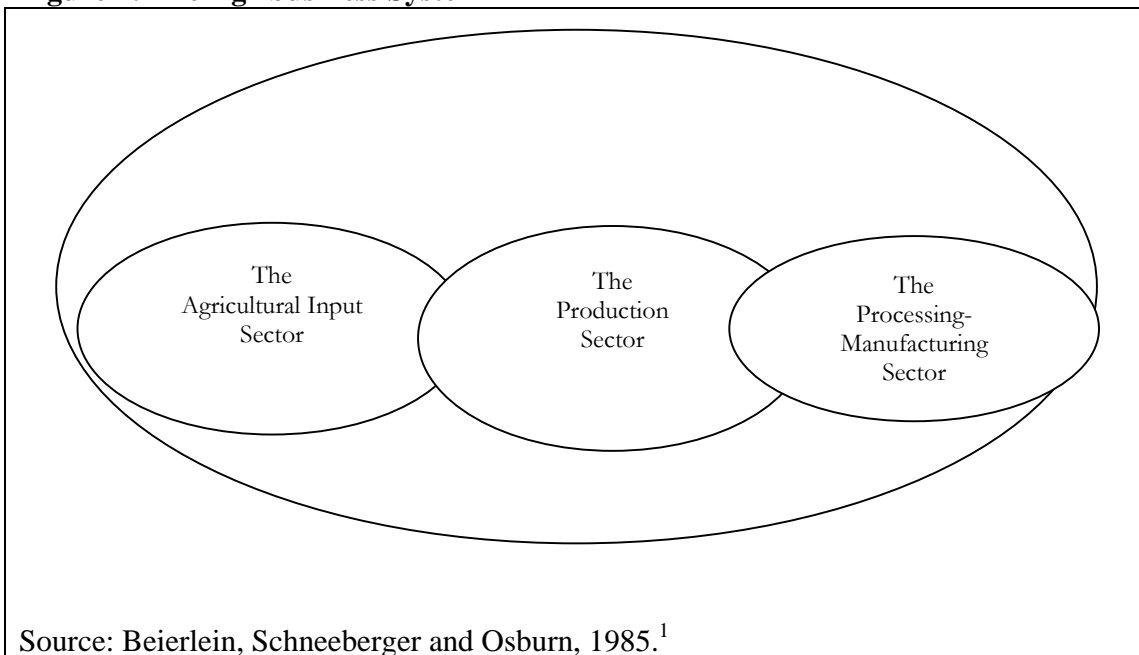 The
Agricultural Input
Sector
The
Production
Sector
The
Processing-
Manufacturing
Sector
Source: Beierlein, Schneeberger and Osburn, 1985.1